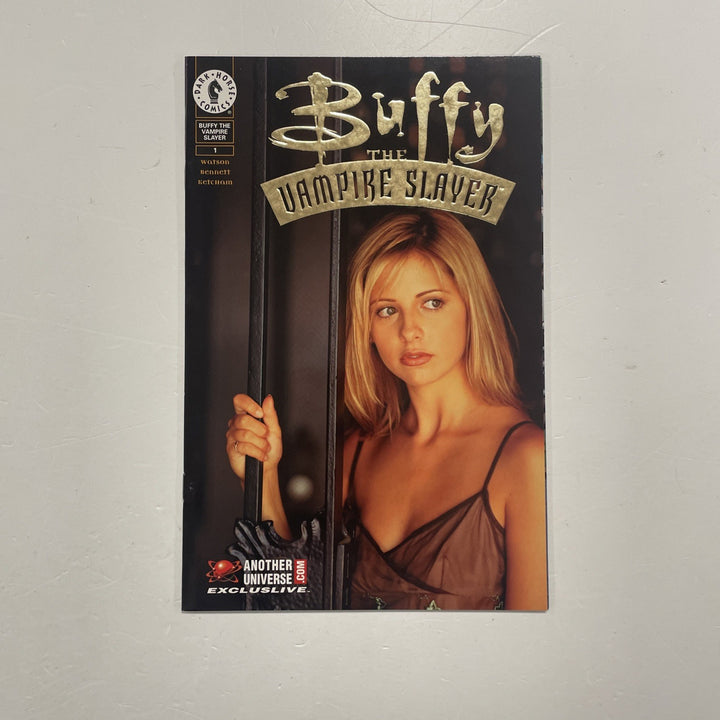 DARK HORSE COMICS
BUFFY THE
VAMPIRE
SLAYER
1
WATSON
BENNETT
KETCHAM
Buffy
THE
VAMPIRE SLAYER
ANOTHER
UNIVERSE.COM
EXCLUSLIVE